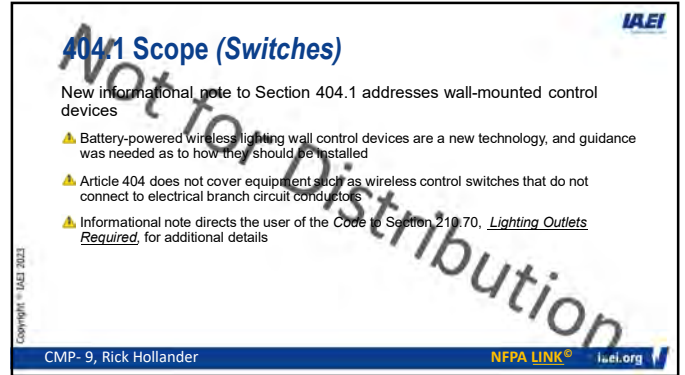 IAEI
404.1 Scope (Switches)
New informational note to Section 404.1 addresses wall-mounted control
devices
Battery-powered wireless lighting wall control devices are a new technology, and guidance
was needed as to how they should be installed
Article 404 does not cover equipment such as wireless control switches that do not
connect to electrical branch circuit conductors
Informational note directs the user of the Code to Section 210.70, Lighting Outlets
Required, for additional details
Not for Distribution
Copyright © IAEI 2023
CMP- 9, Rick Hollander
NFPA LINK©
iaei.org